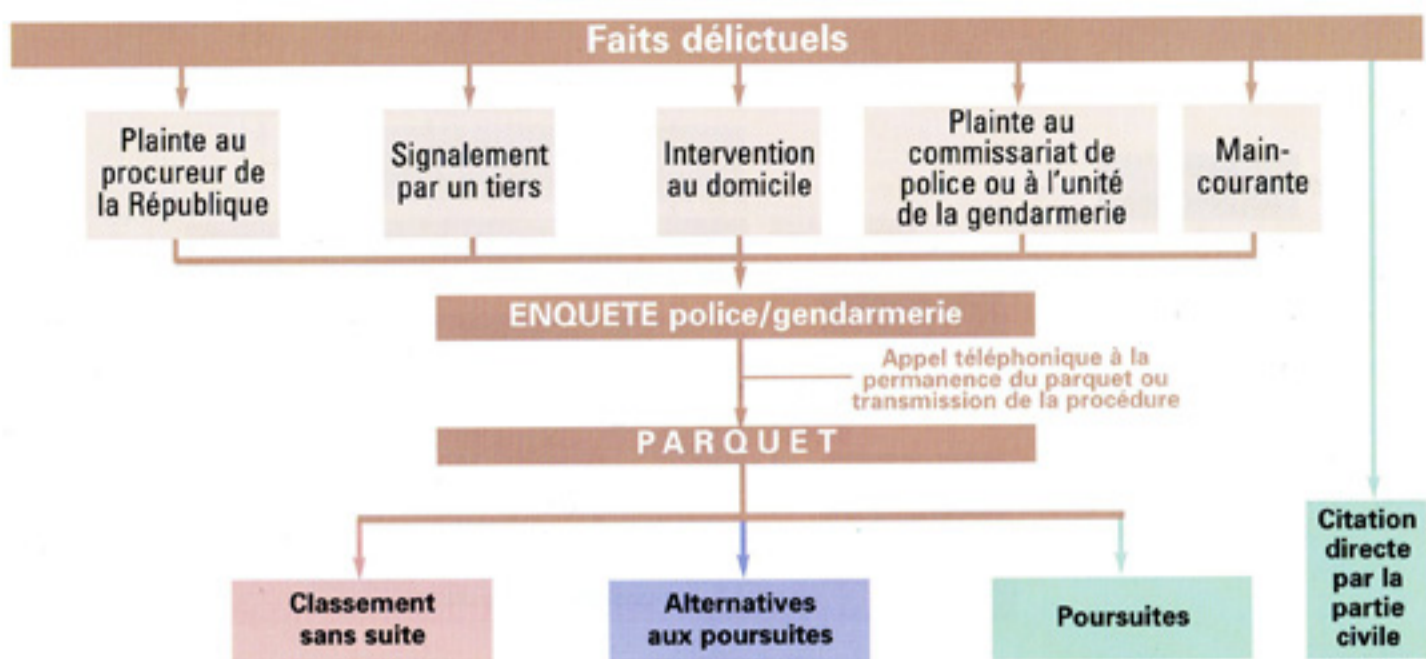 Faits délictuels
Plainte au
procureur de
la République
Signalement
par un tiers
Intervention
au domicile
Plainte au
commissariat de
police ou à l'unité
de la gendarmerie
Main-
courante
ENQUETE police/gendarmerie
Appel téléphonique à la
permanence du parquet ou
transmission de la procédure
PARQUET
Classement
sans suite
Alternatives
aux poursuites
Poursuites
Citation
directe
par la
partie
civile